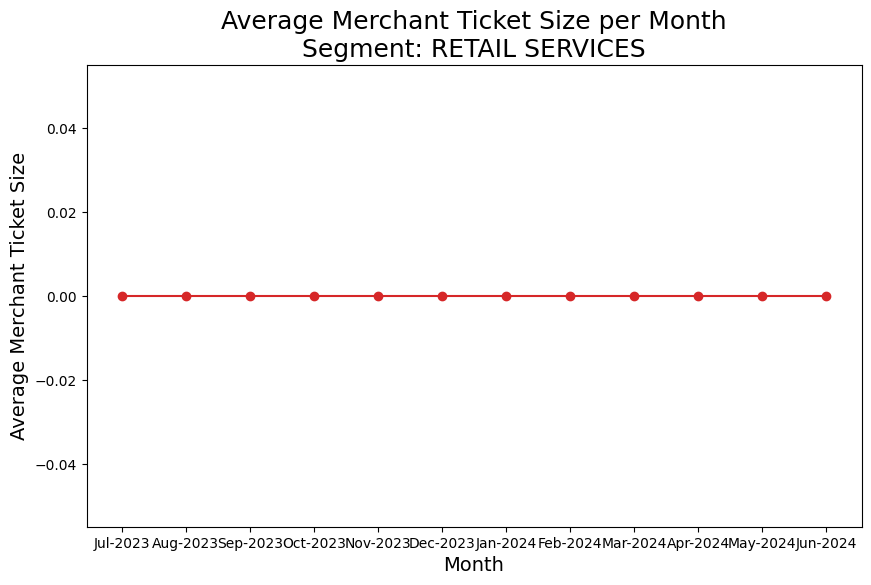 Average Merchant Ticket Size per Month
Segment: RETAIL SERVICES
Average Merchant Ticket Size
0.04
0.02
0.00
−0.02
−0.04
Jul-2023 Aug-2023 Sep-2023 Oct-2023 Nov-2023 Dec-2023 Jan-2024 Feb-2024 Mar-2024 Apr-2024 May-2024 Jun-2024
Month